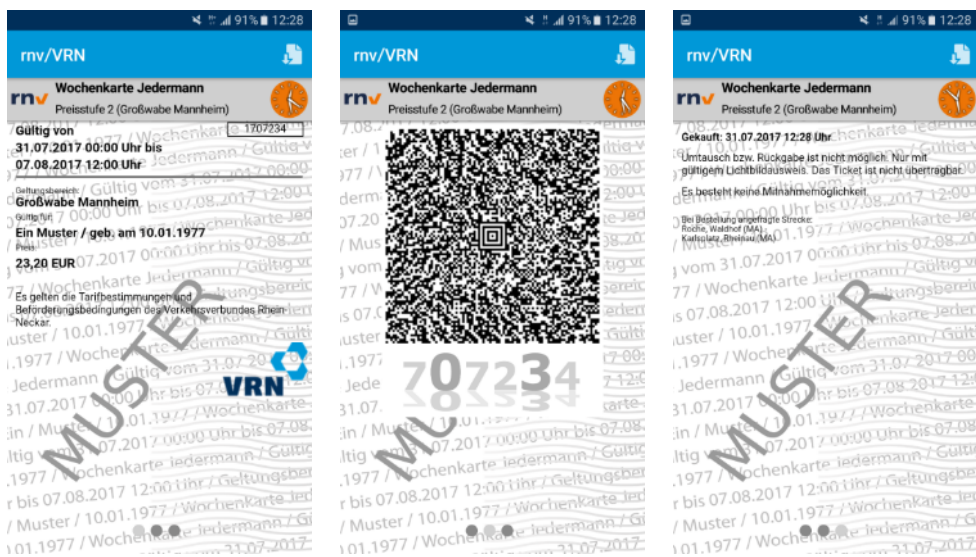 91% 12:28
rnv/VRN
rnv
Wochenkarte Jedermann
Preisstufe 2 (Großwabe Mannheim)
Gültig von
1707234
31.07.2017 00:00 Uhr bis
07.08.2017 12:00 Uhr
Geltungsbereich:
Großwabe Mannheim
Gültig für:
Ein Muster / geb. am 10.01.1977
Preis:
23,20 EUR
Es gelten die Tarifbestimmungen und
Beförderungsbedingungen des Verkehrsverbundes Rhein-
Neckar.
VRN
MUSTER
91% 12:28
rnv/VRN
rnv
Wochenkarte Jedermann
Preisstufe 2 (Großwabe Mannheim)
707234
MUSTER
91% 12:28
rnv/VRN
rnv
Wochenkarte Jedermann
Preisstufe 2 (Großwabe Mannheim)
Gekauft: 31.07.2017 12:28 Uhr
Umtausch bzw. Rückgabe ist nicht möglich. Nur mit
gültigem Lichtbildausweis. Das Ticket ist nicht übertragbar.
Es besteht keine Mitnahmemöglichkeit.
Bei Bestellung angefragte Strecke:
Roche, Waldhof (MA)
Karlsplatz, Rheinau (MA)
MUSTER